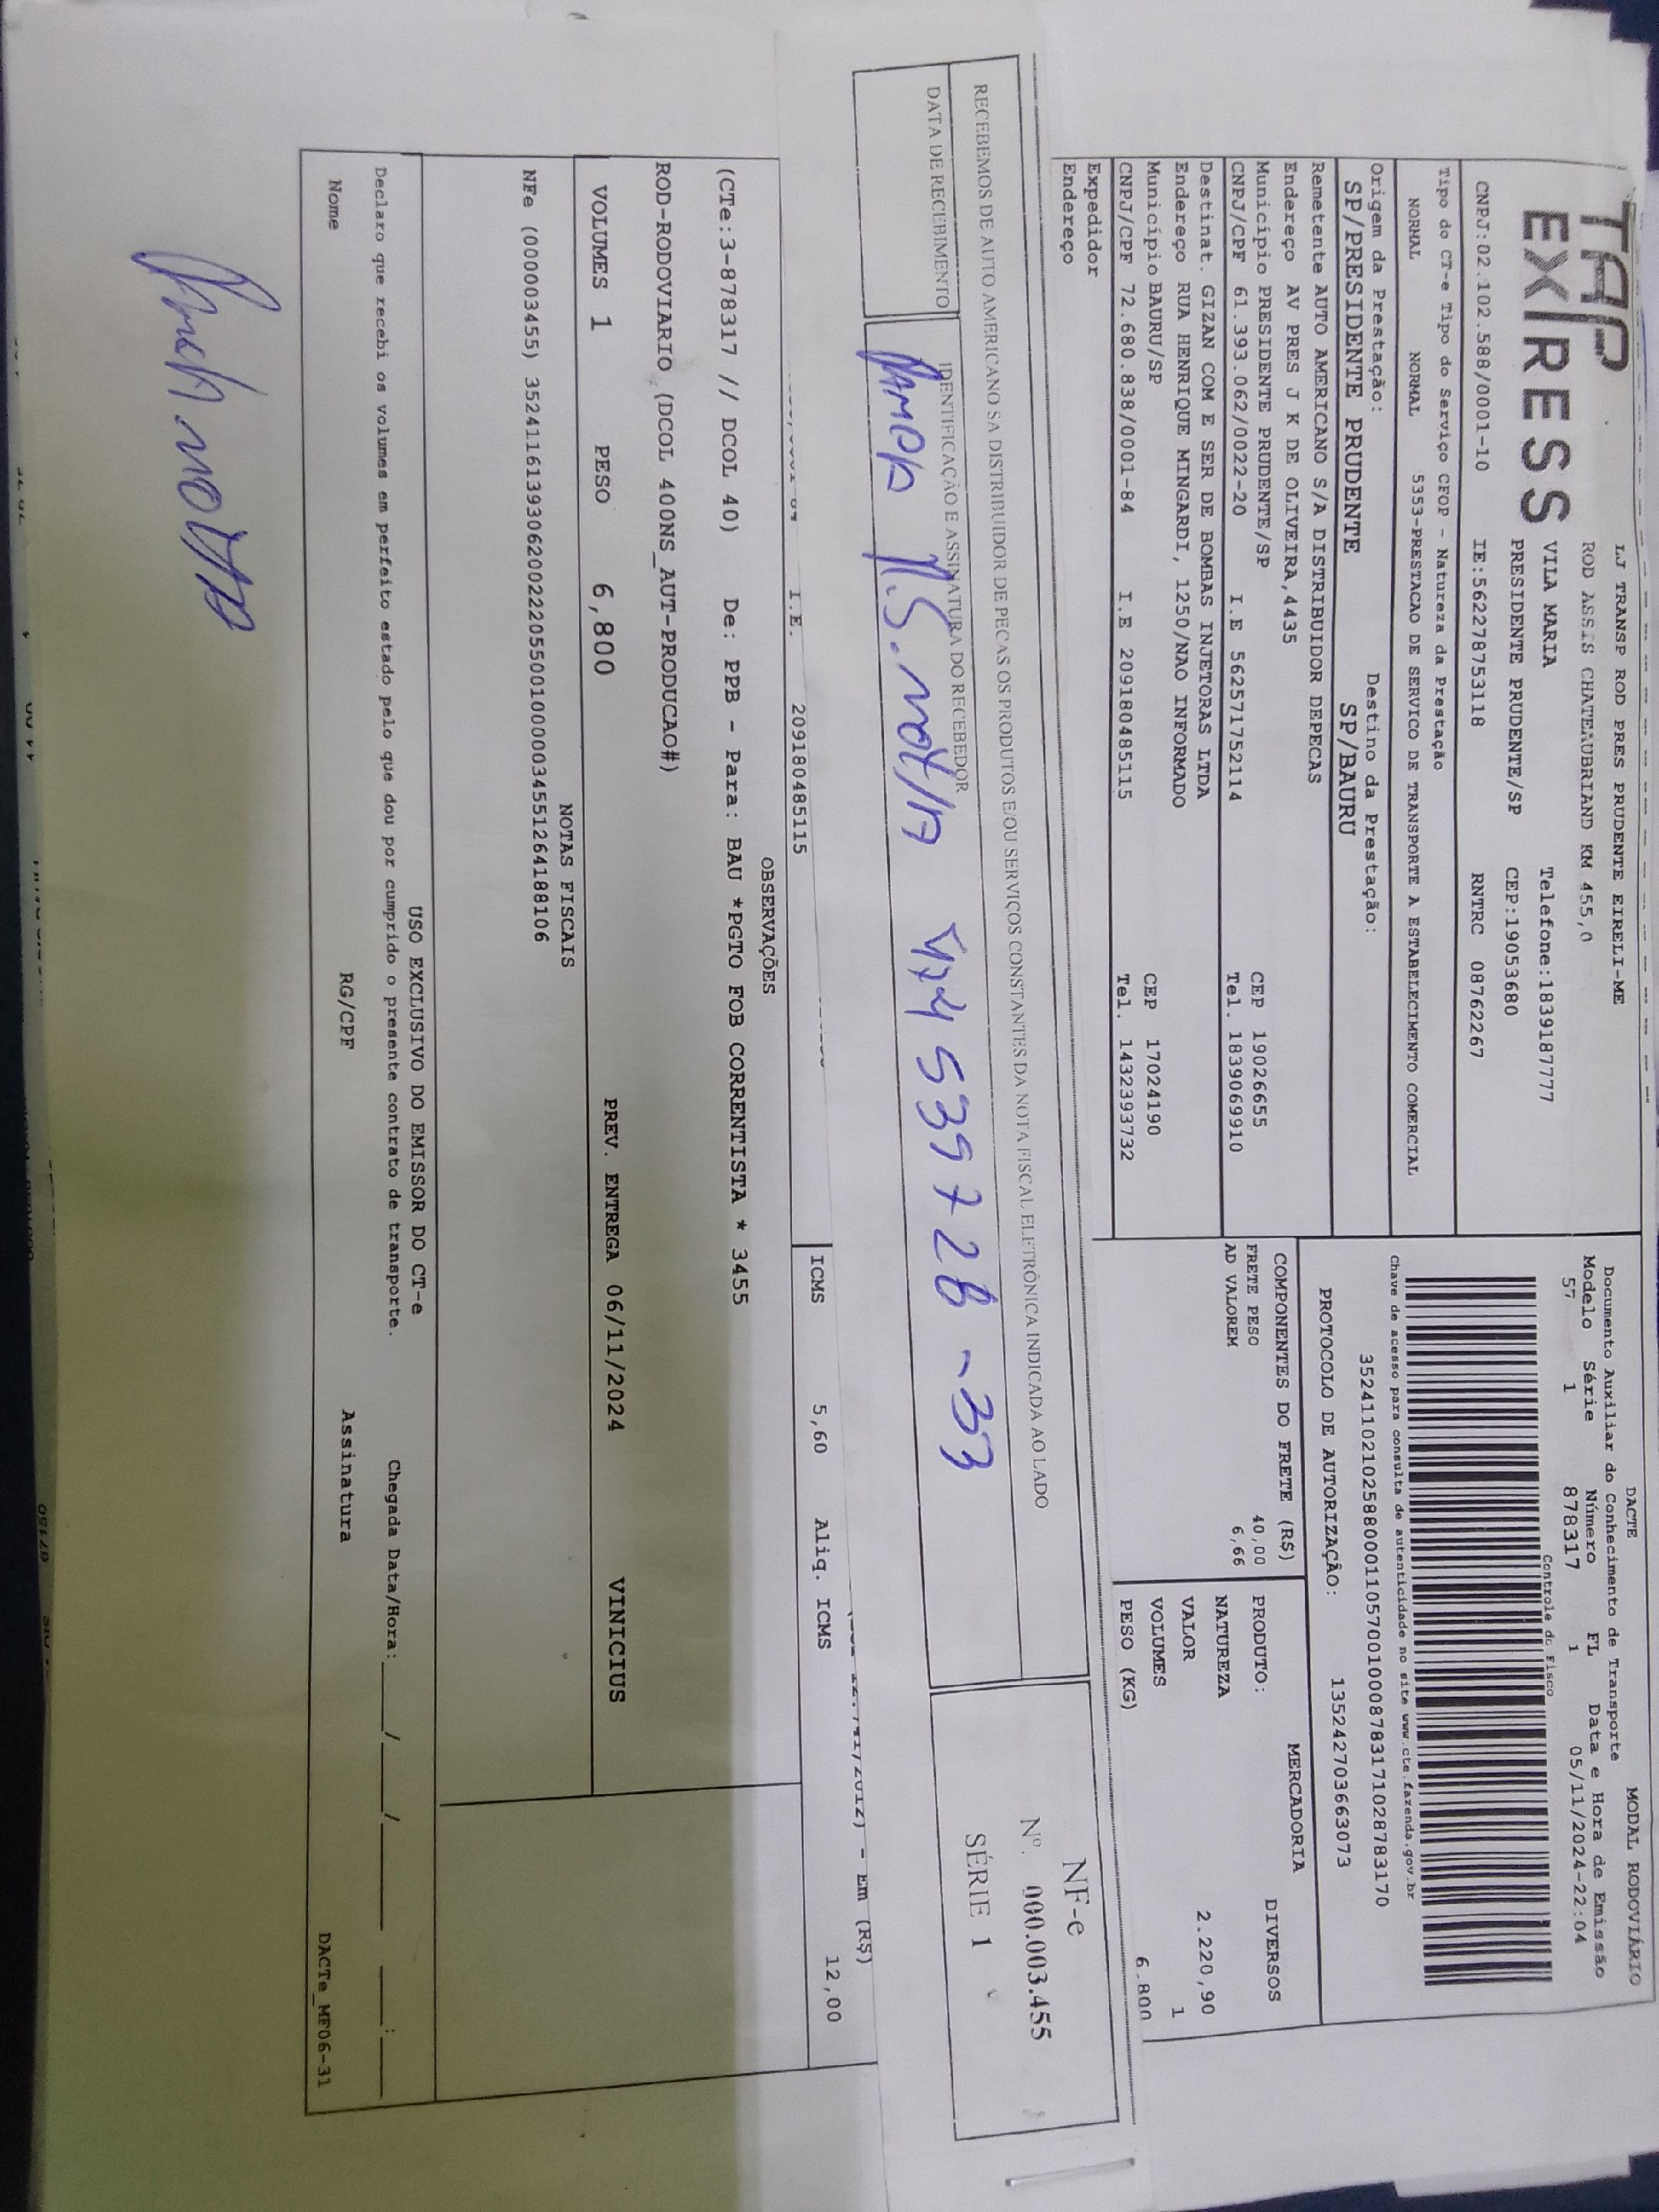 TAP
EXPRESS
LJ TRANSP ROD PRES PRUDENTE EIRELI-ME
ROD ASSIS CHATEAUBRIAND KM 455,0
VILA MARIA Telefone:1839187777
PRESIDENTE PRUDENTE/SP CEP:19053680
CNPJ:02.102.588/0001-10 IE:562278753118 RNTRC 08762267
Tipo do CT-e Tipo do Serviço CFOP - Natureza da Prestação
NORMAL NORMAL 5353-PRESTACAO DE SERVICO DE TRANSPORTE A ESTABELECIMENTO COMERCIAL
Origem da Prestação: Destino da Prestação:
SP/PRESIDENTE PRUDENTE SP/BAURU
Remetente AUTO AMERICANO S/A DISTRIBUIDOR DEPECAS
Endereço AV PRES J K DE OLIVEIRA,4435
Município PRESIDENTE PRUDENTE/SP CEP 19026655
CNPJ/CPF 61.393.062/0022-20 I.E 562571752114 Tel. 1839069910
Destinat. GIZAN COM E SER DE BOMBAS INJETORAS LTDA
Endereço RUA HENRIQUE MINGARDI, 1250/NAO INFORMADO
Município BAURU/SP CEP 17024190
CNPJ/CPF 72.680.838/0001-84 I.E 209180485115 Tel. 1432393732
Expedidor
Endereço
DACTE MODAL RODOVIÁRIO
Documento Auxiliar do Conhecimento de Transporte
Modelo Série Número FL Data e Hora de Emissão
57 1 878317 1 05/11/2024-22:04
Controle do Fisco
Chave de acesso para consulta de autenticidade no site www.cte.fazenda.gov.br
35241102102588000110570010008783171028783170
PROTOCOLO DE AUTORIZAÇÃO: 135242703663073
COMPONENTES DO FRETE (R$) MERCADORIA
FRETE PESO 40,00
AD VALOREM 6,66
PRODUTO: DIVERSOS
NATUREZA
VALOR 2.220,90
VOLUMES 1
PESO (KG) 6.800
RECEBEMOS DE AUTO AMERICANO SA DISTRIBUIDOR DE PECAS OS PRODUTOS E/OU SERVIÇOS CONSTANTES DA NOTA FISCAL ELETRÔNICA INDICADA AO LADO
DATA DE RECEBIMENTO IDENTIFICAÇÃO E ASSINATURA DO RECEBEDOR
NF-e
Nº. 000.003.455
SÉRIE 1
- Em (R$)
I.E. 209180485115 ICMS 5,60 Aliq. ICMS 12,00
OBSERVAÇÕES
(CTe:3-878317 // DCOL 40) De: PPB - Para: BAU *PGTO FOB CORRENTISTA * 3455
ROD-RODOVIARIO (DCOL 400NS_AUT-PRODUCAO#)
VOLUMES 1 PESO 6,800 PREV. ENTREGA 06/11/2024 VINICIUS
NOTAS FISCAIS
NFe (000003455) 35241161393062002220550010000034551264188106
USO EXCLUSIVO DO EMISSOR DO CT-e
Declaro que recebi os volumes em perfeito estado pelo que dou por cumprido o presente contrato de transporte. Chegada Data/Hora:____/____/______ ____:____
Nome RG/CPF Assinatura DACTe_MF06-31